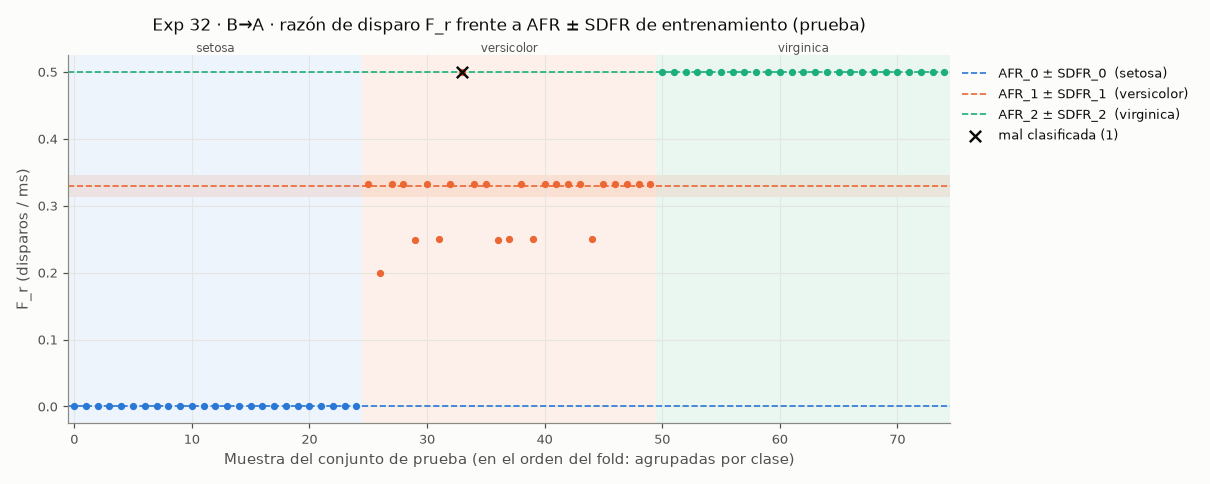 Exp 32 · B→A · razón de disparo F_r frente a AFR ± SDFR de entrenamiento (prueba)
setosa
versicolor
virginica
F_r (disparos / ms)
0.5
0.4
0.3
0.2
0.1
0.0
0
10
20
30
40
50
60
70
Muestra del conjunto de prueba (en el orden del fold: agrupadas por clase)
AFR_0 ± SDFR_0 (setosa)
AFR_1 ± SDFR_1 (versicolor)
AFR_2 ± SDFR_2 (virginica)
mal clasificada (1)